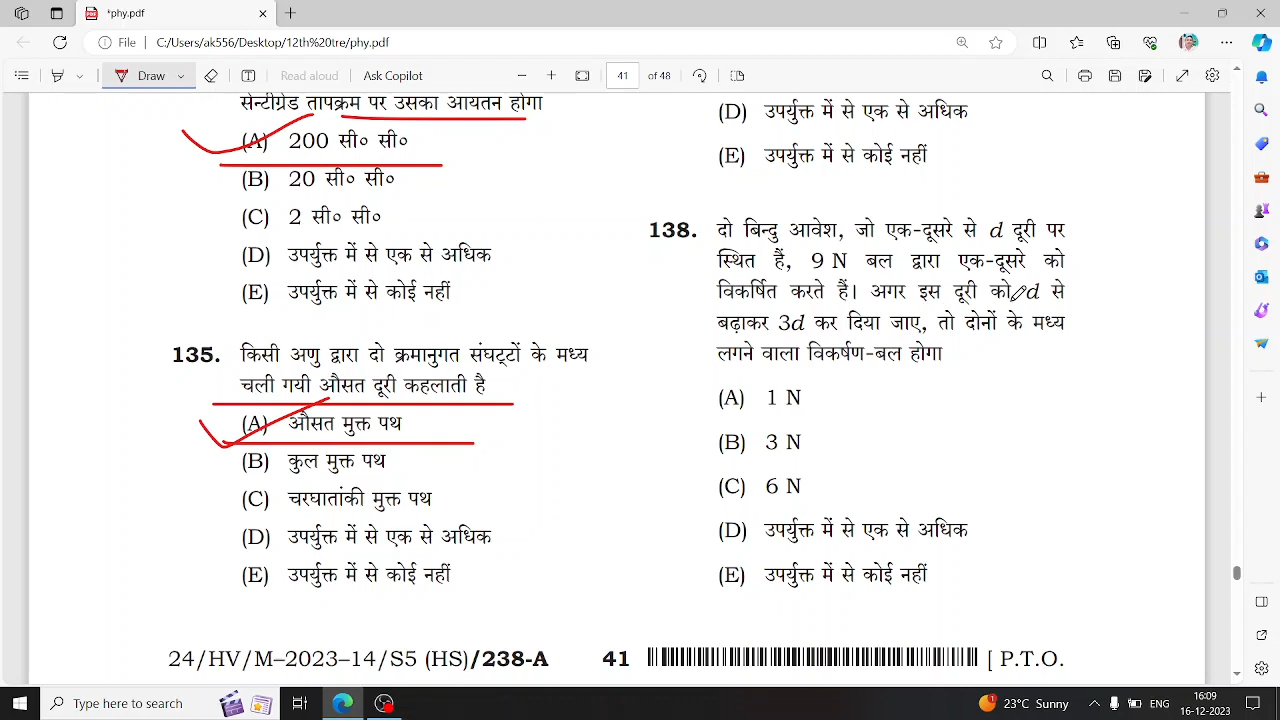 *phy.pdf
File
C:/Users/ak556/Desktop/12th%20tre/phy.pdf
Draw
Read aloud
Ask Copilot
41
of 48
सेन्टीग्रेड तापक्रम पर उसका आयतन होगा
(A) 200 सी० सी०
(B) 20 सी० सी०
(C) 2 सी० सी०
(D) उपर्युक्त में से एक से अधिक
(E) उपर्युक्त में से कोई नहीं
135. किसी अणु द्वारा दो क्रमानुगत संघट्टों के मध्य
चली गयी औसत दूरी कहलाती है
(A) औसत मुक्त पथ
(B) कुल मुक्त पथ
(C) चरघातांकी मुक्त पथ
(D) उपर्युक्त में से एक से अधिक
(E) उपर्युक्त में से कोई नहीं
(D) उपर्युक्त में से एक से अधिक
(E) उपर्युक्त में से कोई नहीं
138. दो बिन्दु आवेश, जो एक-दूसरे से d दूरी पर
स्थित हैं, 9 N बल द्वारा एक-दूसरे को
विकर्षित करते हैं। अगर इस दूरी को d से
बढ़ाकर 3d कर दिया जाए, तो दोनों के मध्य
लगने वाला विकर्षण-बल होगा
(A) 1 N
(B) 3 N
(C) 6 N
(D) उपर्युक्त में से एक से अधिक
(E) उपर्युक्त में से कोई नहीं
24/HV/M–2023–14/S5 (HS)/238-A
41
[ P.T.O.
Type here to search
1
23°C Sunny
ENG
16:09
16-12-2023